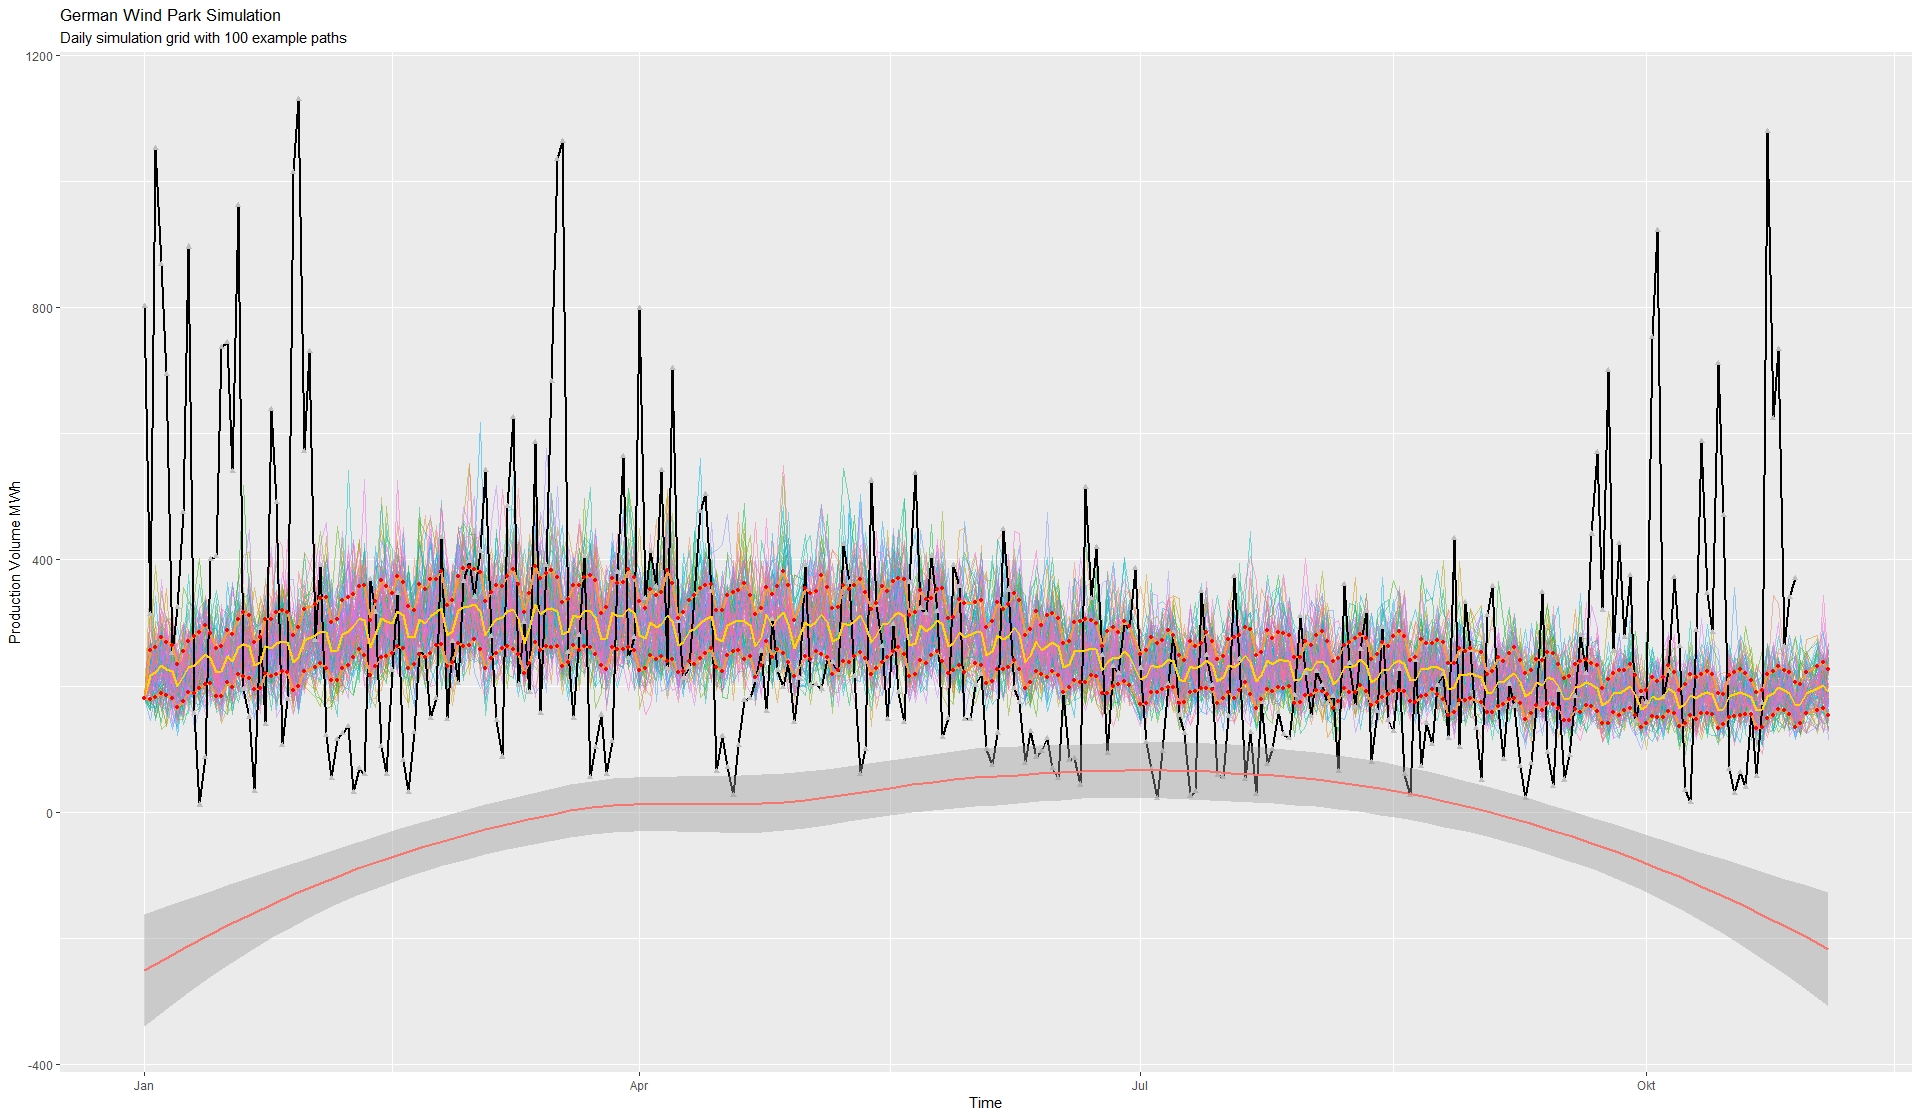 German Wind Park Simulation
Daily simulation grid with 100 example paths
1200
800
400
0
-400
Production Volume MWh
Jan
Apr
Jul
Okt
Time